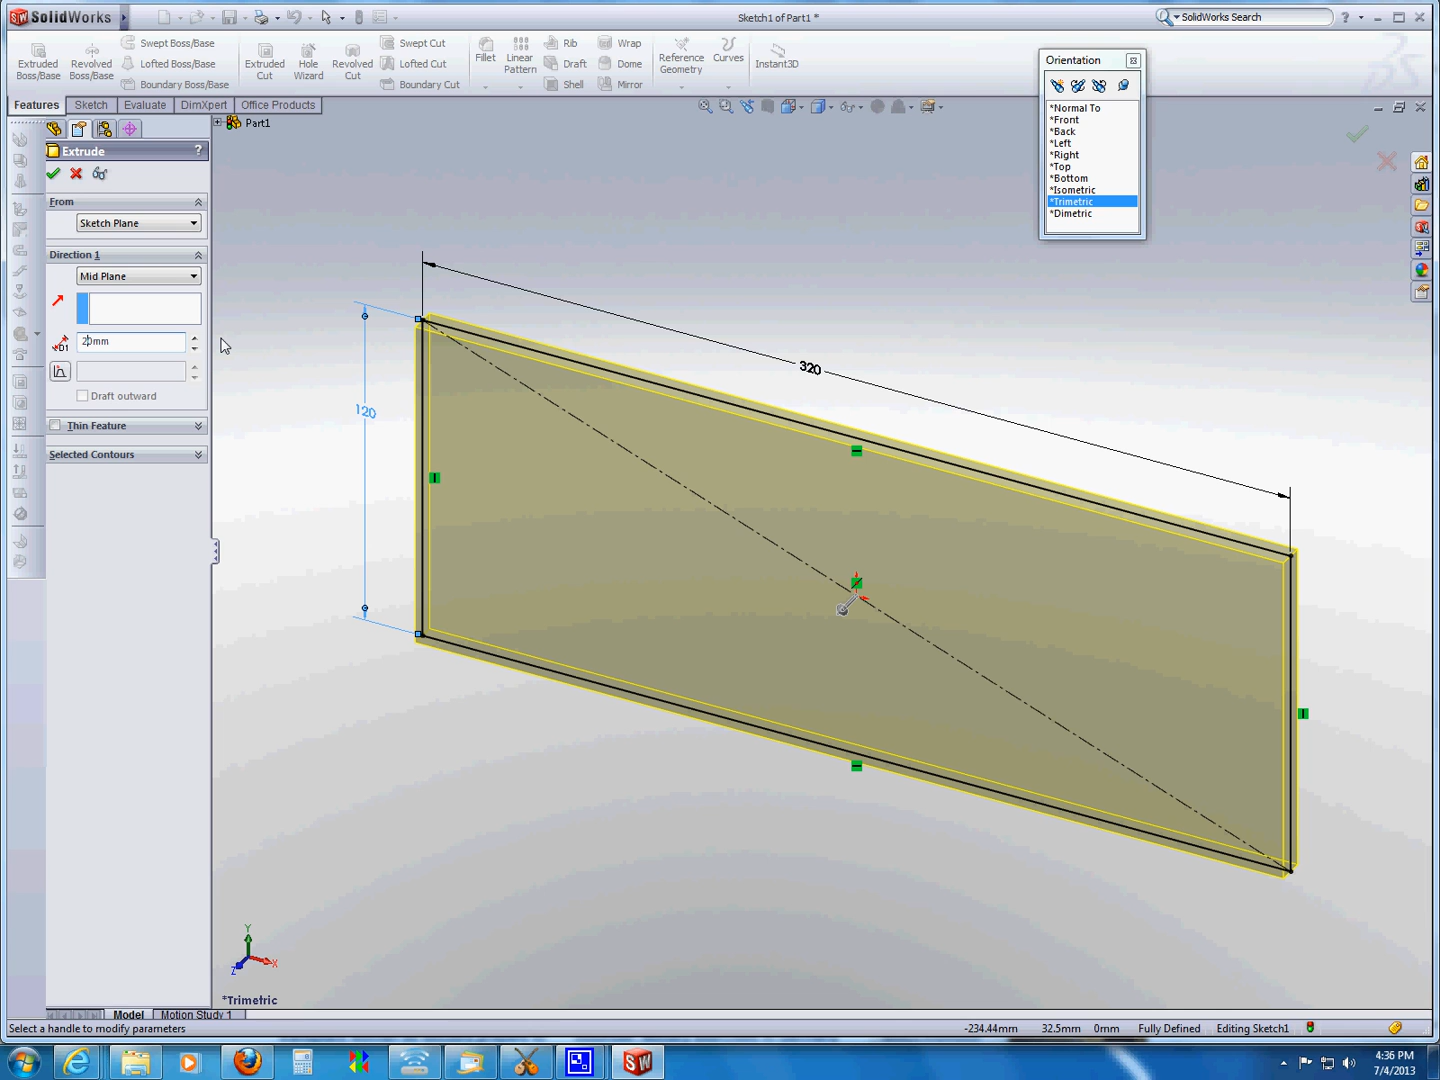 SolidWorks
Sketch1 of Part1 *
SolidWorks Search
Extruded Boss/Base
Revolved Boss/Base
Swept Boss/Base
Lofted Boss/Base
Boundary Boss/Base
Extruded Cut
Hole Wizard
Revolved Cut
Swept Cut
Lofted Cut
Boundary Cut
Fillet
Linear Pattern
Rib
Draft
Shell
Wrap
Dome
Mirror
Reference Geometry
Curves
Instant3D
Features
Sketch
Evaluate
DimXpert
Office Products
Part1
Orientation
*Normal To
*Front
*Back
*Left
*Right
*Top
*Bottom
*Isometric
*Trimetric
*Dimetric
Extrude
?
From
Sketch Plane
Direction 1
Mid Plane
D1
20mm
Draft outward
Thin Feature
Selected Contours
320
120
Y
X
Z
*Trimetric
Model
Motion Study 1
Select a handle to modify parameters
-234.44mm
32.5mm
0mm
Fully Defined
Editing Sketch1
4:36 PM
7/4/2013